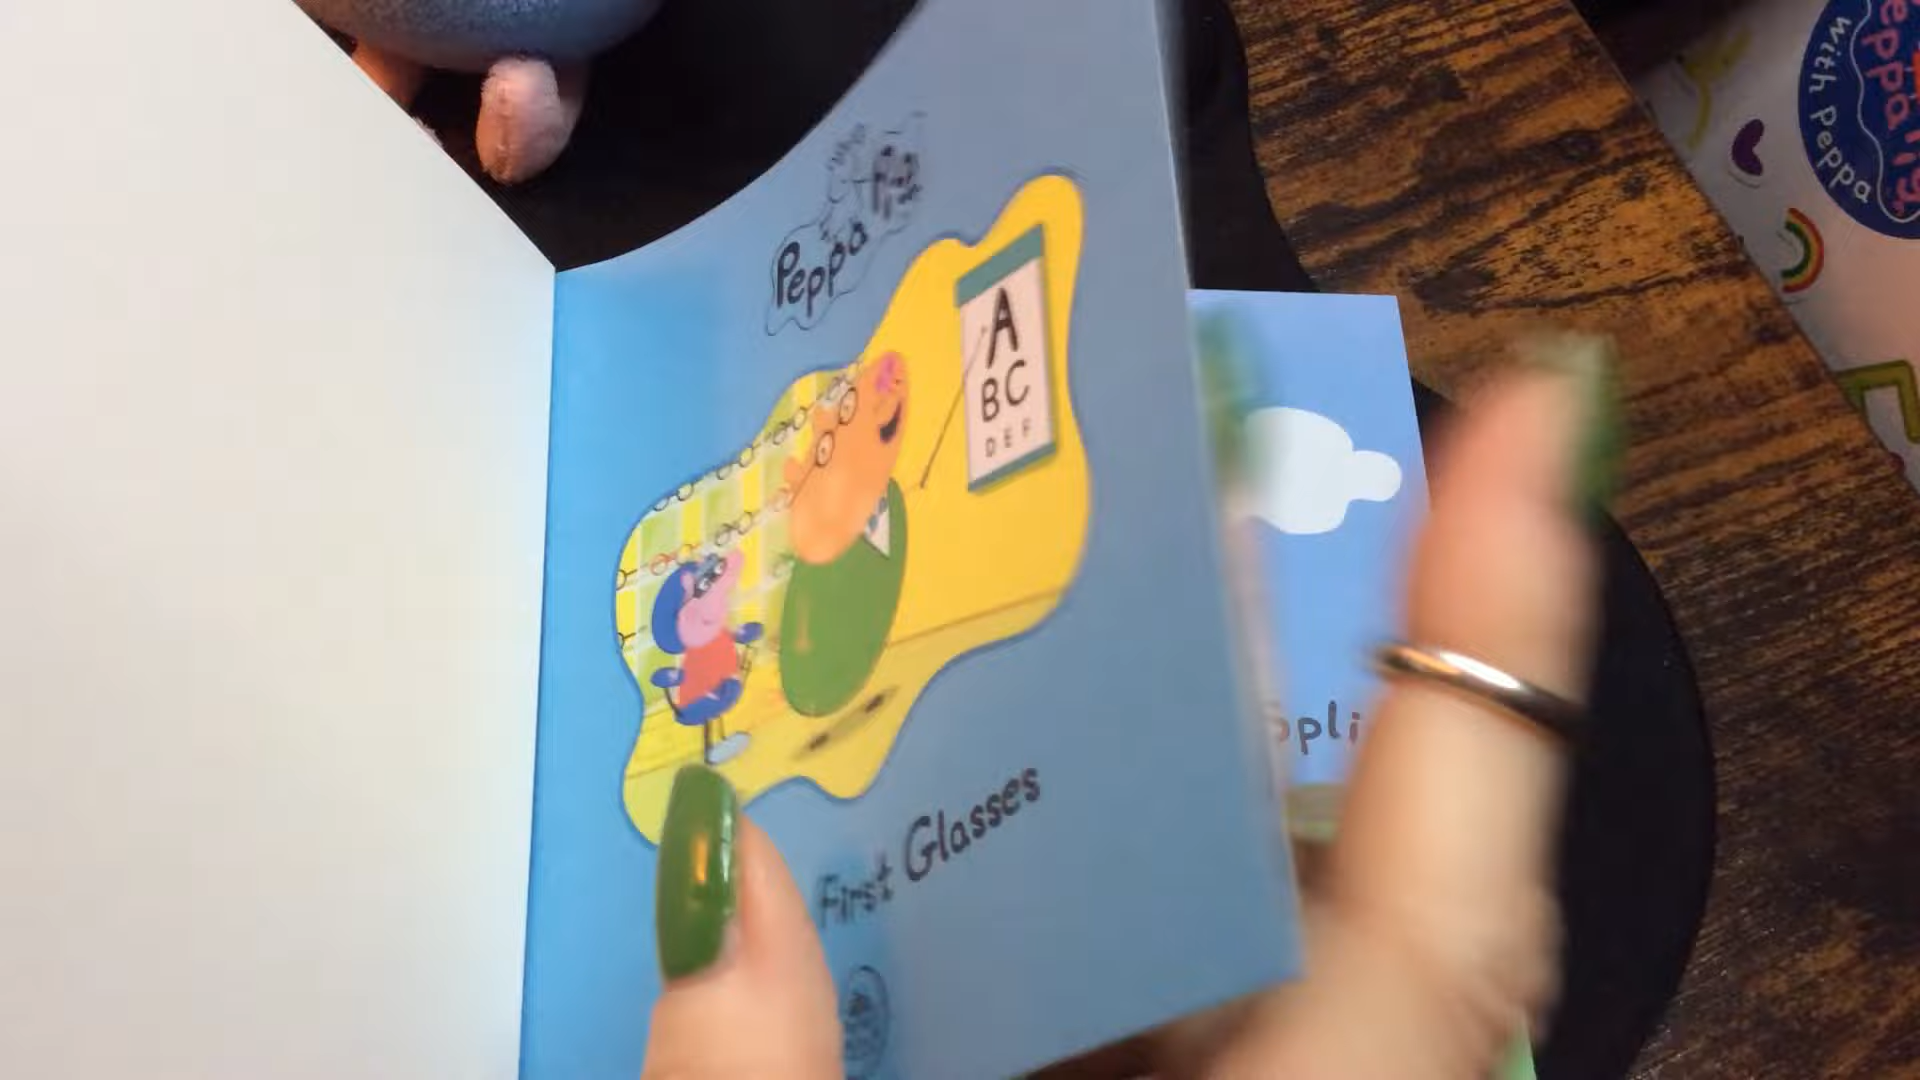 Peppa
Pig
A
BC
DEF
First Glasses
Spli
Peppa Pig
with Peppa